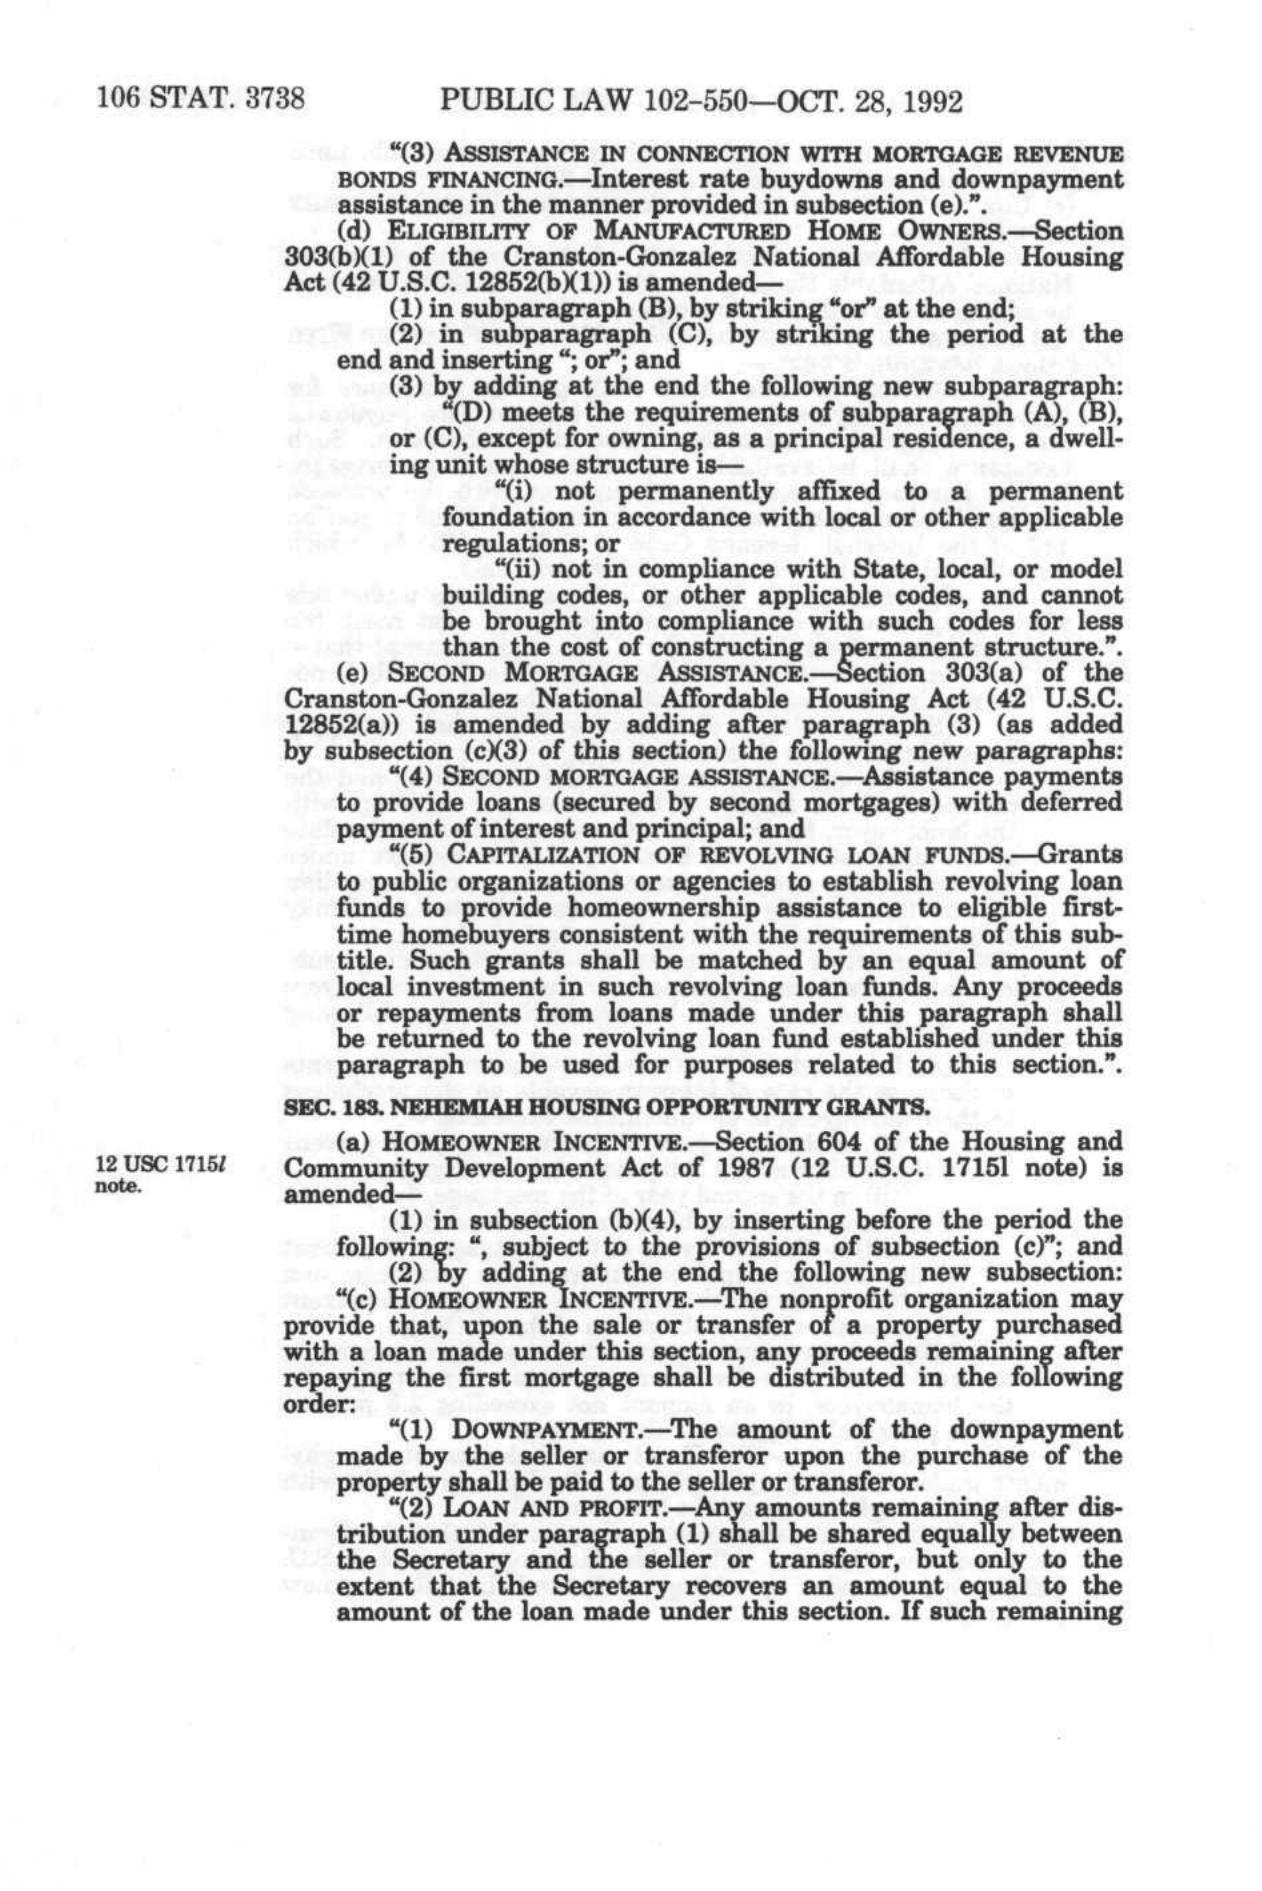 106 STAT. 3738 PUBLIC LAW 102-550—OCT. 28, 1992
"(3) ASSISTANCE IN CONNECTION WITH MORTGAGE REVENUE
BONDS FINANCING.—Interest rate buydowns and downpayment
assistance in the manner provided in subsection (e).".
(d) ELIGIBILITY OF MANUFACTURED HOME OWNERS.—Section
303(b)(1) of the Cranston-Gonzalez National Affordable Housing
Act (42 U.S.C. 12852(b)(1)) is amended—
(1) in subparagraph (B), by striking "or" at the end;
(2) in subparagraph (C), by striking the period at the
end and inserting "; or"; and
(3) by adding at the end the following new subparagraph:
"(D) meets the requirements of subparagraph (A), (B),
or (C), except for owning, as a principal residence, a dwell-
ing unit whose structure is—
"(i) not permanently affixed to a permanent
foundation in accordance with local or other applicable
regulations; or
"(ii) not in compliance with State, local, or model
building codes, or other applicable codes, and cannot
be brought into compliance with such codes for less
than the cost of constructing a permanent structure.".
(e) SECOND MORTGAGE ASSISTANCE.—Section 303(a) of the
Cranston-Gonzalez National Affordable Housing Act (42 U.S.C.
12852(a)) is amended by adding after paragraph (3) (as added
by subsection (c)(3) of this section) the following new paragraphs:
"(4) SECOND MORTGAGE ASSISTANCE.—Assistance payments
to provide loans (secured by second mortgages) with deferred
payment of interest and principal; and
"(5) CAPITALIZATION OF REVOLVING LOAN FUNDS.—Grants
to public organizations or agencies to establish revolving loan
funds to provide homeownership assistance to eligible first-
time homebuyers consistent with the requirements of this sub-
title. Such grants shall be matched by an equal amount of
local investment in such revolving loan funds. Any proceeds
or repayments from loans made under this paragraph shall
be returned to the revolving loan fund established under this
paragraph to be used for purposes related to this section.".
SEC. 183. NEHEMIAH HOUSING OPPORTUNITY GRANTS.
(a) HOMEOWNER INCENTIVE.—Section 604 of the Housing and
12 USC 1715l Community Development Act of 1987 (12 U.S.C. 1715l note) is
note. amended—
(1) in subsection (b)(4), by inserting before the period the
following: ", subject to the provisions of subsection (c)"; and
(2) by adding at the end the following new subsection:
"(c) HOMEOWNER INCENTIVE.—The nonprofit organization may
provide that, upon the sale or transfer of a property purchased
with a loan made under this section, any proceeds remaining after
repaying the first mortgage shall be distributed in the following
order:
"(1) DOWNPAYMENT.—The amount of the downpayment
made by the seller or transferor upon the purchase of the
property shall be paid to the seller or transferor.
"(2) LOAN AND PROFIT.—Any amounts remaining after dis-
tribution under paragraph (1) shall be shared equally between
the Secretary and the seller or transferor, but only to the
extent that the Secretary recovers an amount equal to the
amount of the loan made under this section. If such remaining